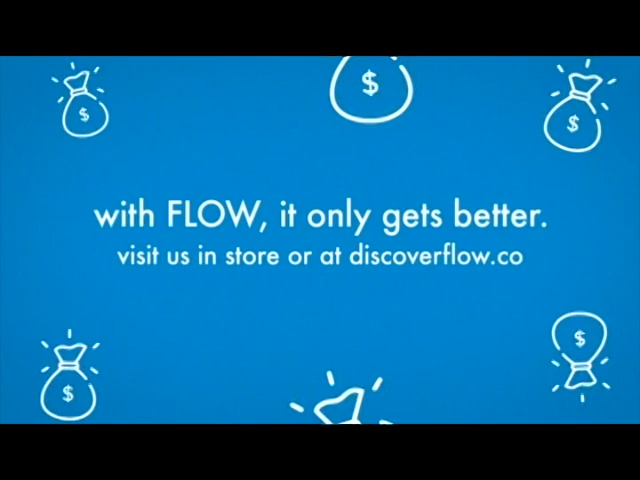 $
$
$
with FLOW, it only gets better.
visit us in store or at discoverflow.co
$
$